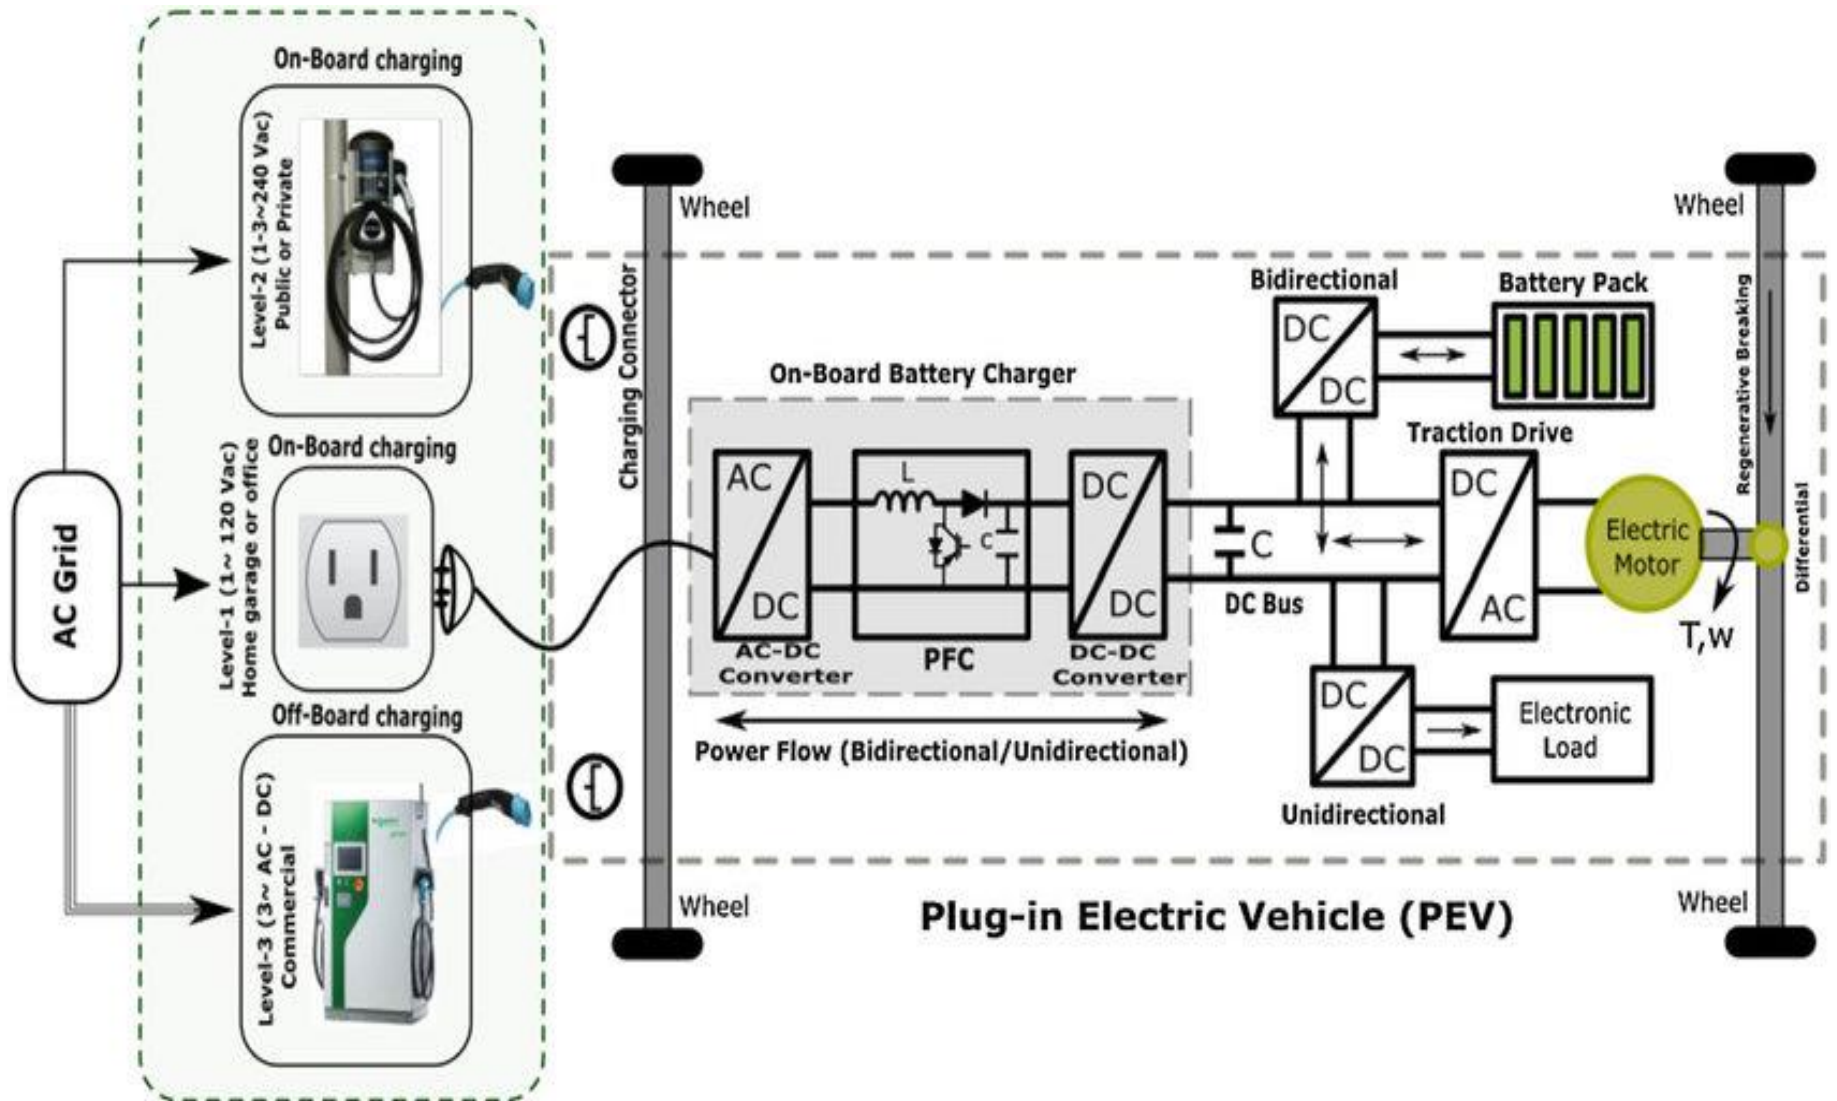 On-Board charging
Level-2 (1-3~240 Vac)
Public or Private
On-Board charging
Level-1 (1~ 120 Vac)
Home garage or office
AC Grid
Off-Board charging
Level-3 (3~ AC - DC)
Commercial
Wheel
Charging Connector
Wheel
On-Board Battery Charger
AC
DC
AC-DC
Converter
L
C
PFC
DC
DC
DC-DC
Converter
Power Flow (Bidirectional/Unidirectional)
C
DC Bus
Bidirectional
DC
DC
Battery Pack
Traction Drive
DC
AC
Electric
Motor
T,w
DC
DC
Unidirectional
Electronic
Load
Wheel
Regenerative Breaking
Differential
Wheel
Plug-in Electric Vehicle (PEV)